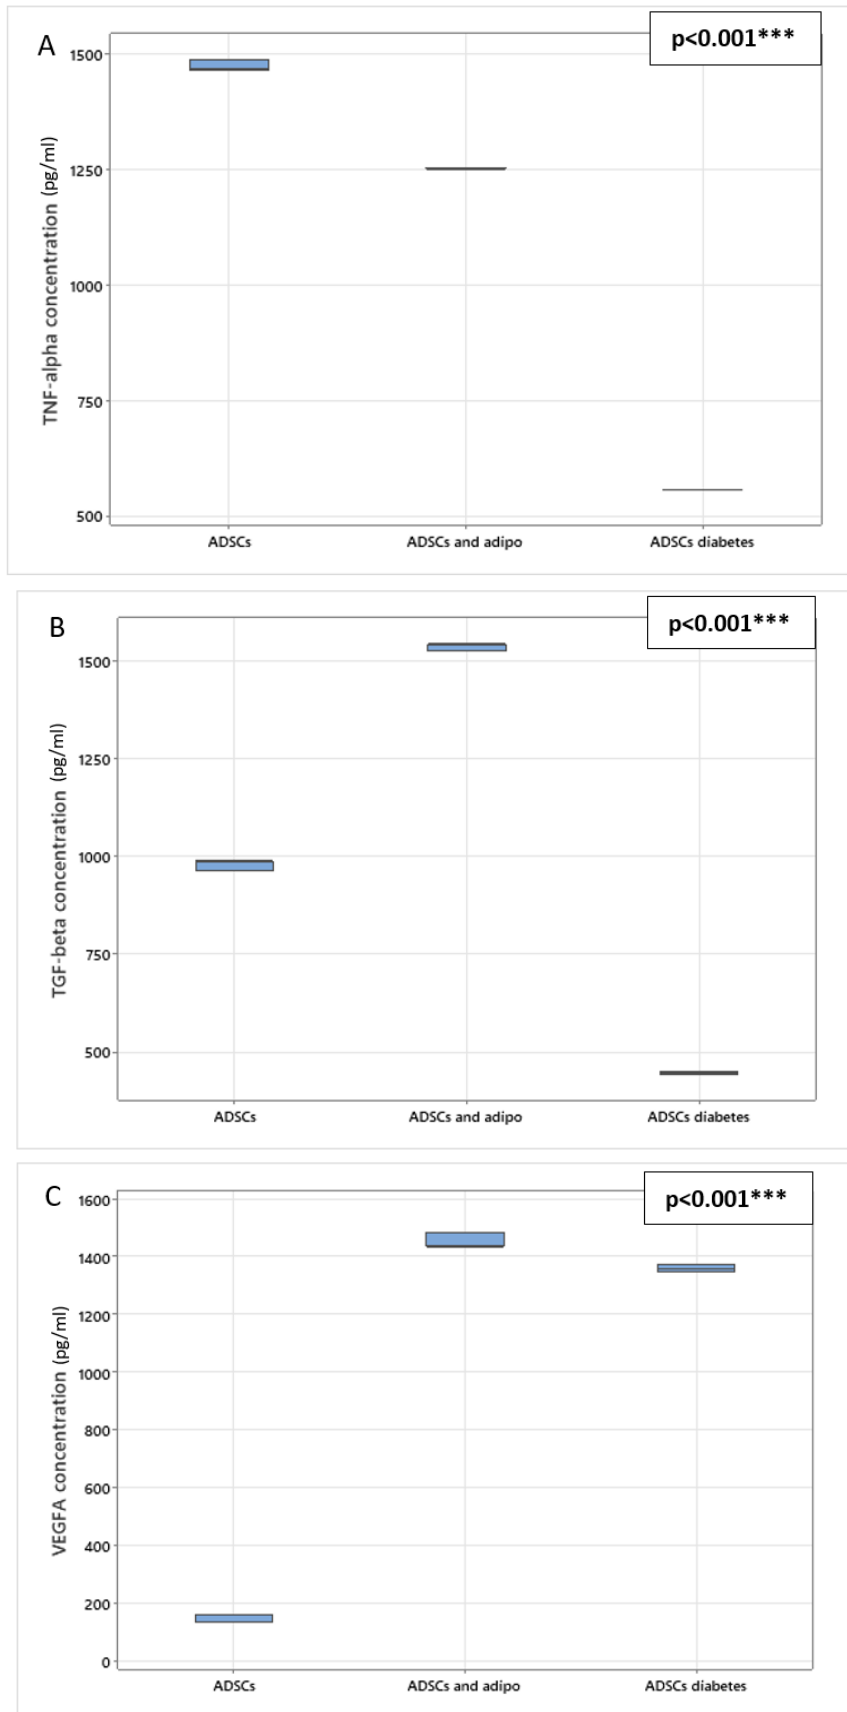 A
p<0.001***
TNF-alpha concentration (pg/ml)
1500
1250
1000
750
500
ADSCs
ADSCs and adipo
ADSCs diabetes
B
p<0.001***
TGF-beta concentration (pg/ml)
1500
1250
1000
750
500
ADSCs
ADSCs and adipo
ADSCs diabetes
C
p<0.001***
VEGFA concentration (pg/ml)
1600
1400
1200
1000
800
600
400
200
0
ADSCs
ADSCs and adipo
ADSCs diabetes